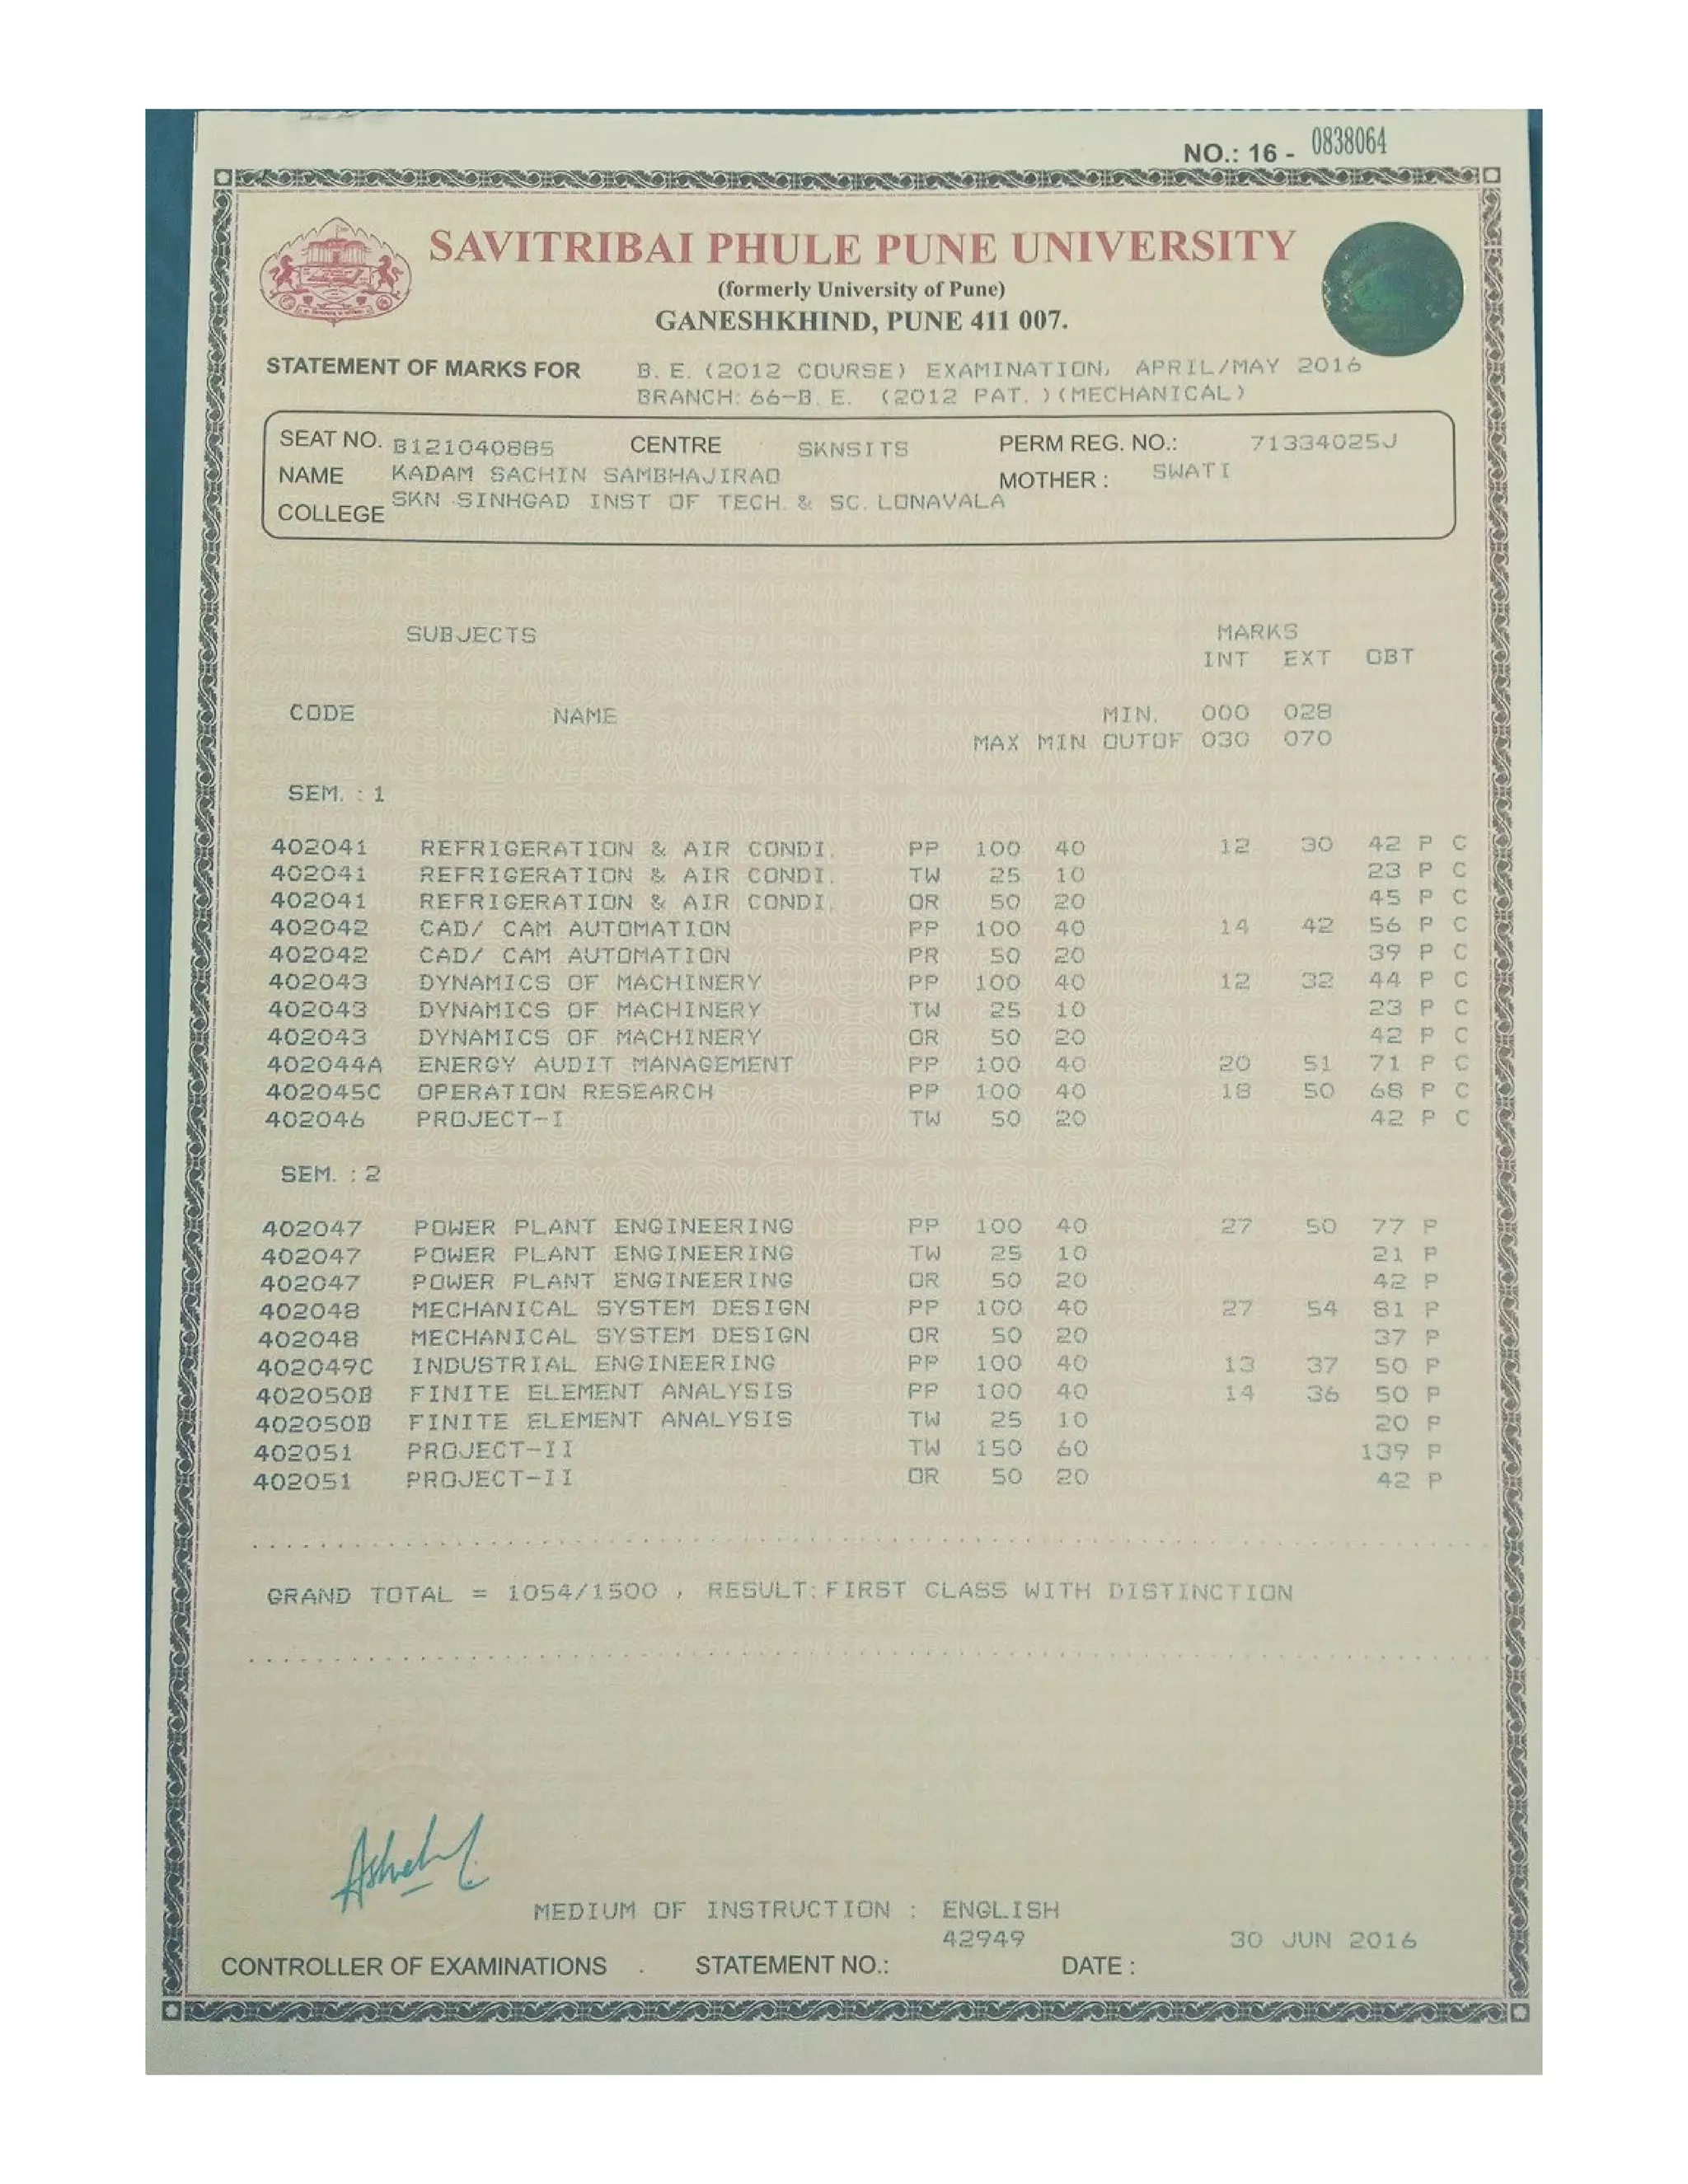 NO.: 16 - 0838064
SAVITRIBAI PHULE PUNE UNIVERSITY
(formerly University of Pune)
GANESHKHIND, PUNE 411 007.
STATEMENT OF MARKS FOR B. E. (2012 COURSE) EXAMINATION, APRIL/MAY 2016
BRANCH: 66-B. E. (2012 PAT. )(MECHANICAL)
SEAT NO. B121040885 CENTRE SKNSITS PERM REG. NO.: 71334025J
NAME KADAM SACHIN SAMBHAJIRAO MOTHER : SWATI
COLLEGE SKN SINHGAD INST OF TECH. & SC. LONAVALA
SUBJECTS MARKS
INT EXT OBT
CODE NAME MIN. 000 028
MAX MIN OUTOF 030 070
SEM. : 1
402041 REFRIGERATION & AIR CONDI. PP 100 40 12 30 42 P C
402041 REFRIGERATION & AIR CONDI. TW 25 10 23 P C
402041 REFRIGERATION & AIR CONDI. OR 50 20 45 P C
402042 CAD/ CAM AUTOMATION PP 100 40 14 42 56 P C
402042 CAD/ CAM AUTOMATION PR 50 20 39 P C
402043 DYNAMICS OF MACHINERY PP 100 40 12 32 44 P C
402043 DYNAMICS OF MACHINERY TW 25 10 23 P C
402043 DYNAMICS OF MACHINERY OR 50 20 42 P C
402044A ENERGY AUDIT MANAGEMENT PP 100 40 20 51 71 P C
402045C OPERATION RESEARCH PP 100 40 18 50 68 P C
402046 PROJECT-I TW 50 20 42 P C
SEM. : 2
402047 POWER PLANT ENGINEERING PP 100 40 27 50 77 P
402047 POWER PLANT ENGINEERING TW 25 10 21 P
402047 POWER PLANT ENGINEERING OR 50 20 42 P
402048 MECHANICAL SYSTEM DESIGN PP 100 40 27 54 81 P
402048 MECHANICAL SYSTEM DESIGN OR 50 20 37 P
402049C INDUSTRIAL ENGINEERING PP 100 40 13 37 50 P
402050B FINITE ELEMENT ANALYSIS PP 100 40 14 36 50 P
402050B FINITE ELEMENT ANALYSIS TW 25 10 20 P
402051 PROJECT-II TW 150 60 139 P
402051 PROJECT-II OR 50 20 42 P
GRAND TOTAL = 1054/1500 , RESULT: FIRST CLASS WITH DISTINCTION
MEDIUM OF INSTRUCTION : ENGLISH
42949 30 JUN 2016
CONTROLLER OF EXAMINATIONS . STATEMENT NO.: DATE :